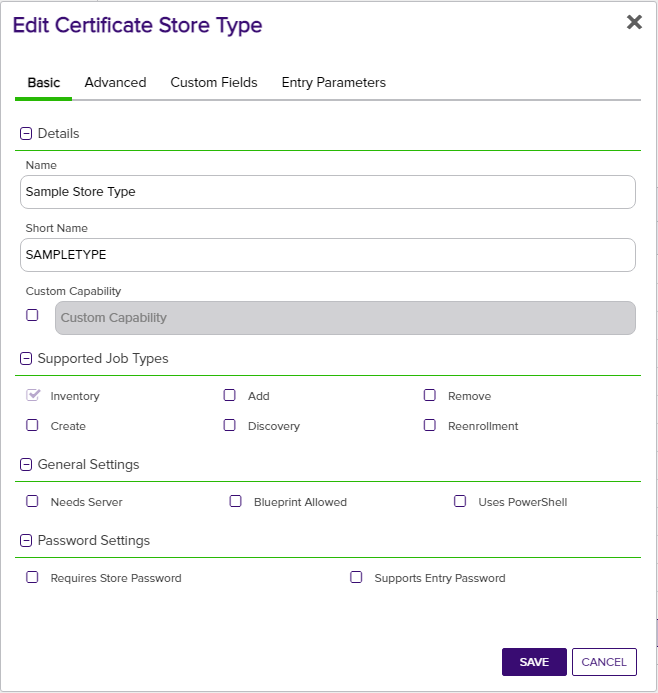 Edit Certificate Store Type
Basic Advanced Custom Fields Entry Parameters
Details
Name
Sample Store Type
Short Name
SAMPLETYPE
Custom Capability
Custom Capability
Supported Job Types
Inventory Add Remove
Create Discovery Reenrollment
General Settings
Needs Server Blueprint Allowed Uses PowerShell
Password Settings
Requires Store Password Supports Entry Password
SAVE CANCEL